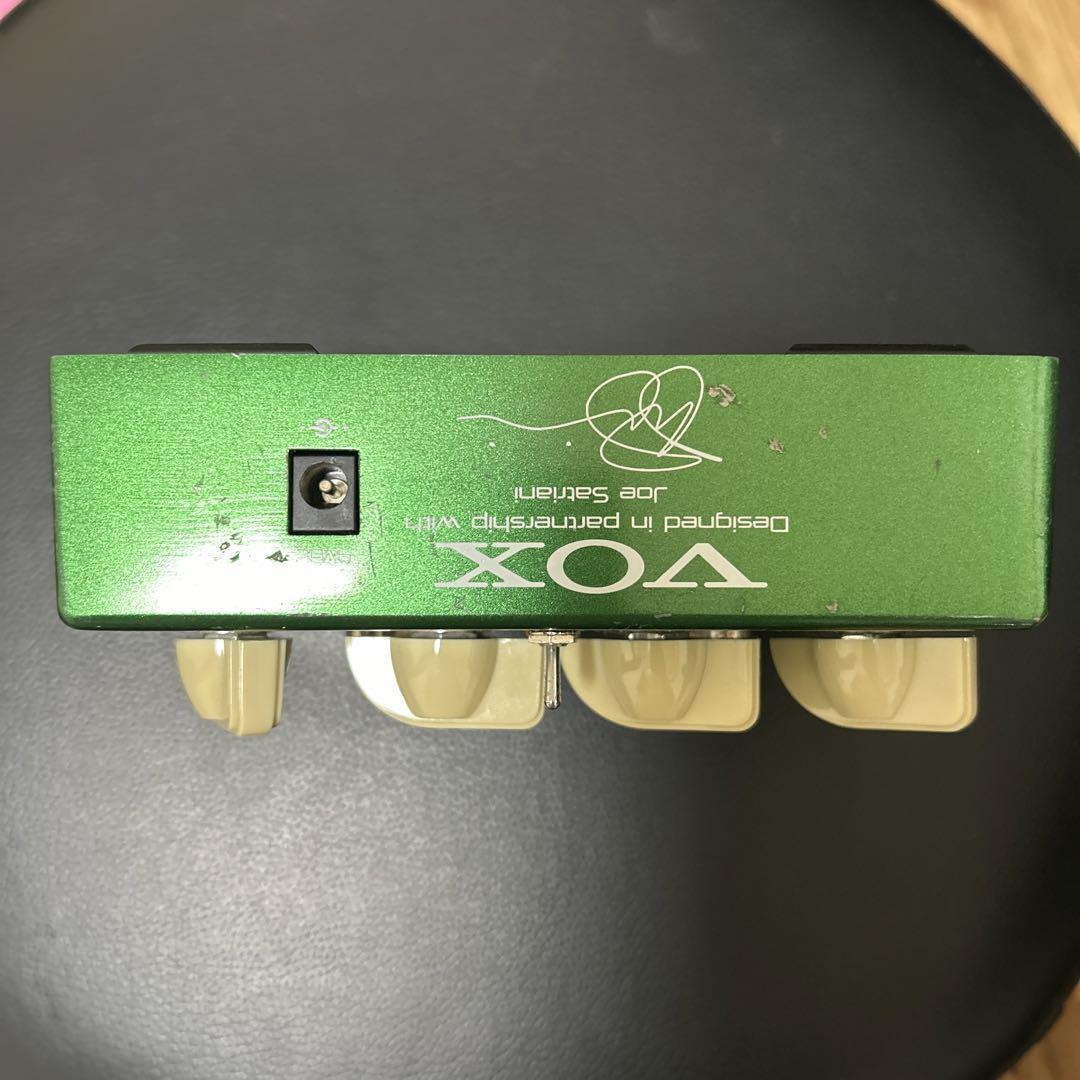 VOX
Designed in partnership with
Joe Satriani